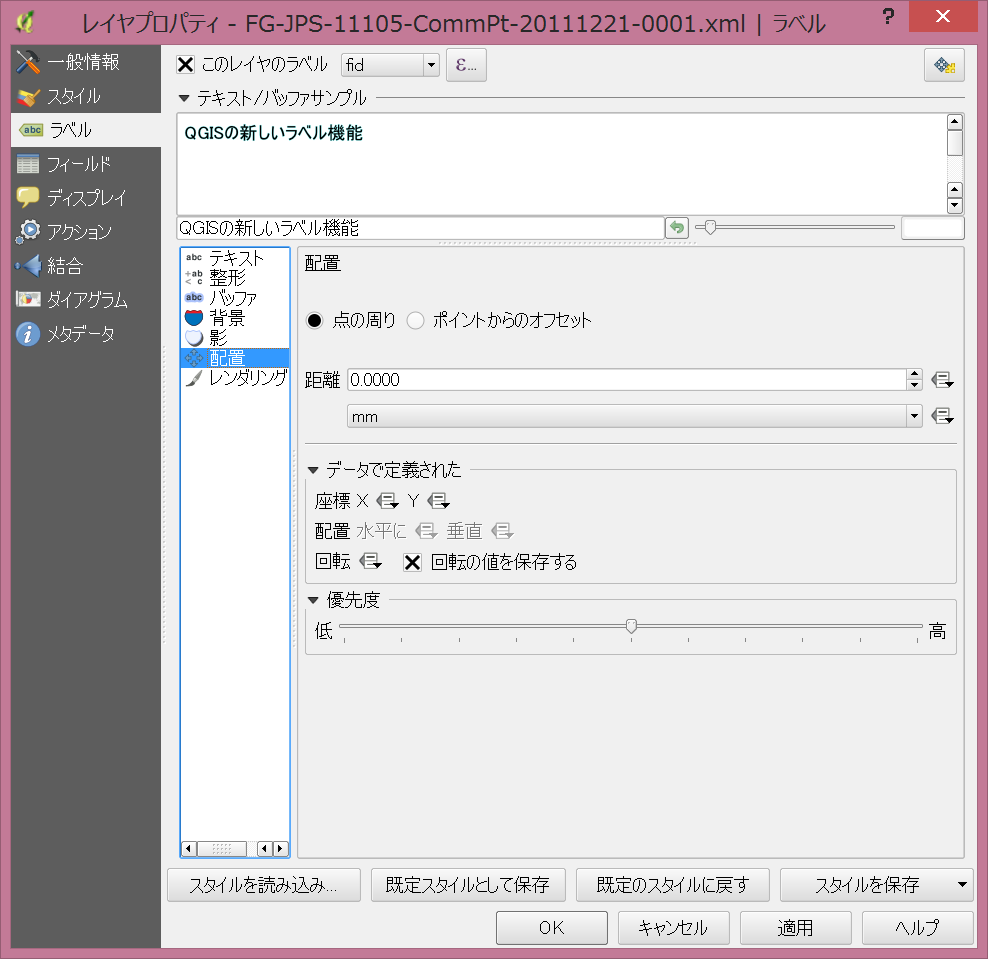 レイヤプロパティ - FG-JPS-11105-CommPt-20111221-0001.xml | ラベル
?
一般情報
スタイル
abc ラベル
フィールド
ディスプレイ
アクション
結合
ダイアグラム
i メタデータ
このレイヤのラベル fid ε...
テキスト/バッファサンプル
QGISの新しいラベル機能
QGISの新しいラベル機能
abc テキスト
+ab < c 整形
abc バッファ
背景
影
配置
レンダリング
配置
点の周り ポイントからのオフセット
距離 0.0000
mm
データで定義された
座標 X Y
配置 水平に 垂直
回転 回転の値を保存する
優先度
低 高
スタイルを読み込み... 既定スタイルとして保存 既定のスタイルに戻す スタイルを保存
OK キャンセル 適用 ヘルプ